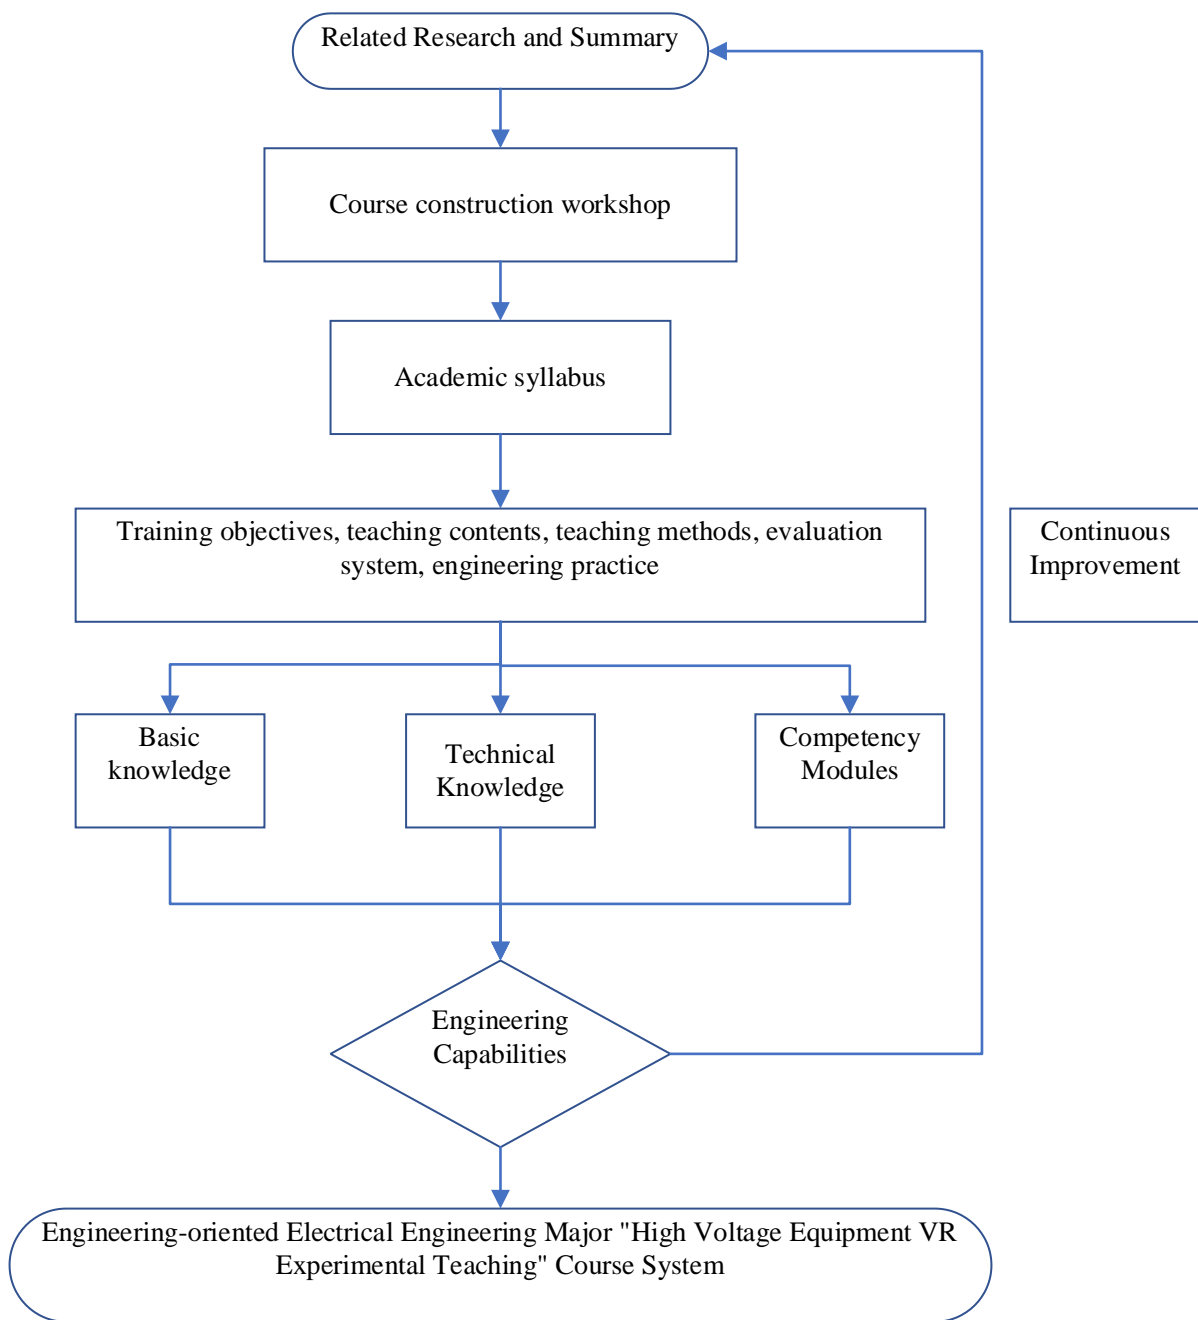 Related Research and Summary
Course construction workshop
Academic syllabus
Training objectives, teaching contents, teaching methods, evaluation
system, engineering practice
Continuous
Improvement
Basic
knowledge
Technical
Knowledge
Competency
Modules
Engineering
Capabilities
Engineering-oriented Electrical Engineering Major "High Voltage Equipment VR
Experimental Teaching" Course System